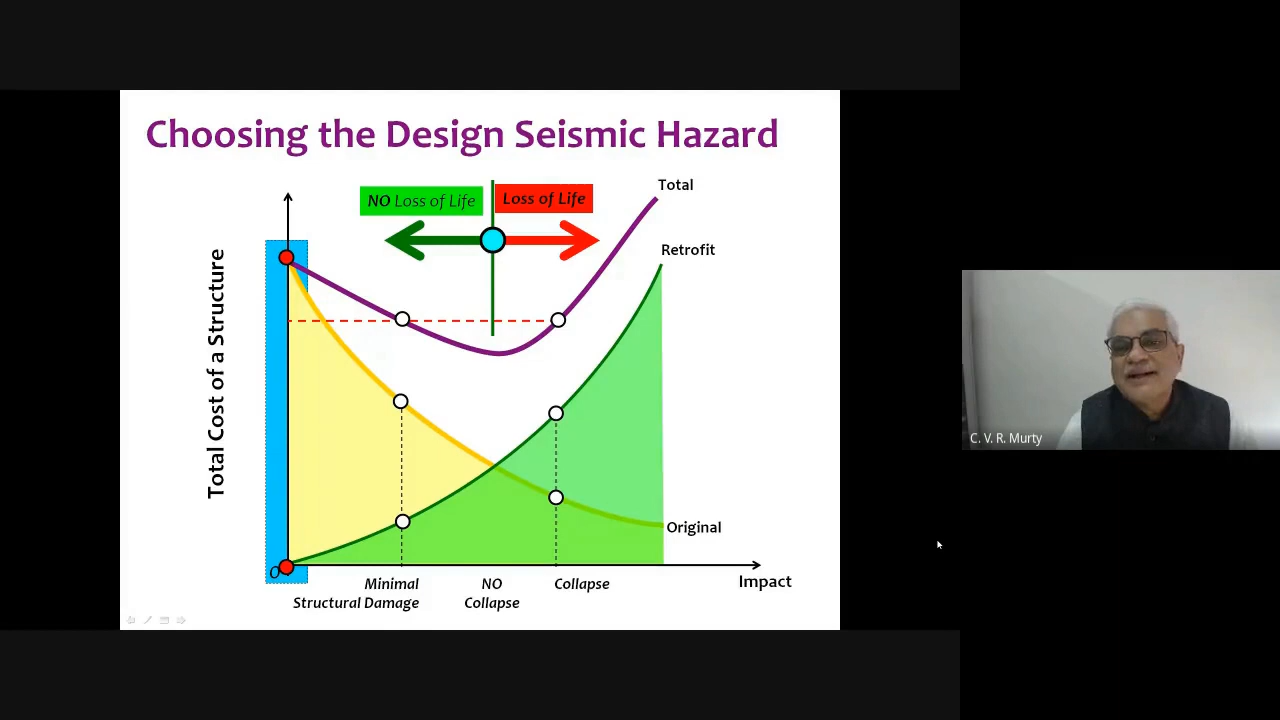 Choosing the Design Seismic Hazard
NO Loss of Life
Loss of Life
Total
Retrofit
Total Cost of a Structure
Original
O
Minimal
Structural Damage
NO
Collapse
Collapse
Impact
C. V. R. Murty